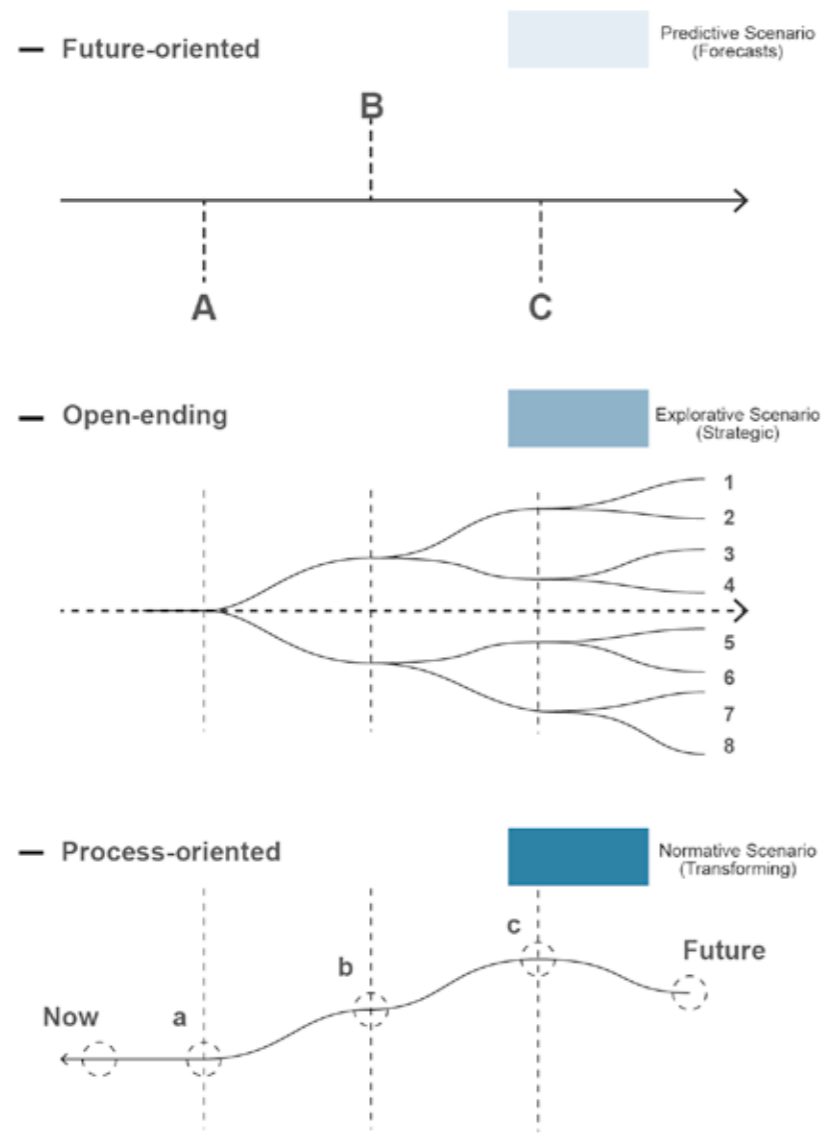 Future-oriented
Predictive Scenario
(Forecasts)
B
A
C
Open-ending
Explorative Scenario
(Strategic)
1
2
3
4
5
6
7
8
Process-oriented
Normative Scenario
(Transforming)
c
Future
b
Now
a